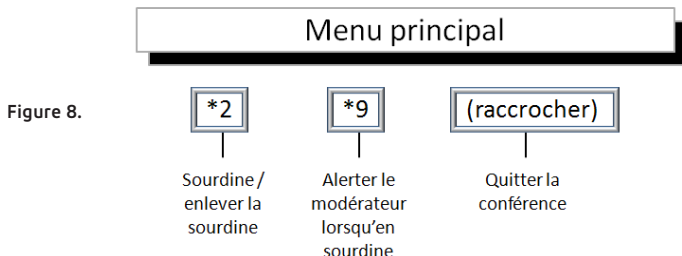 Menu principal
Figure 8.
*2
*9
(raccrocher)
Sourdine /
enlever la
sourdine
Alerter le
modérateur
lorsqu'en
sourdine
Quitter la
conférence